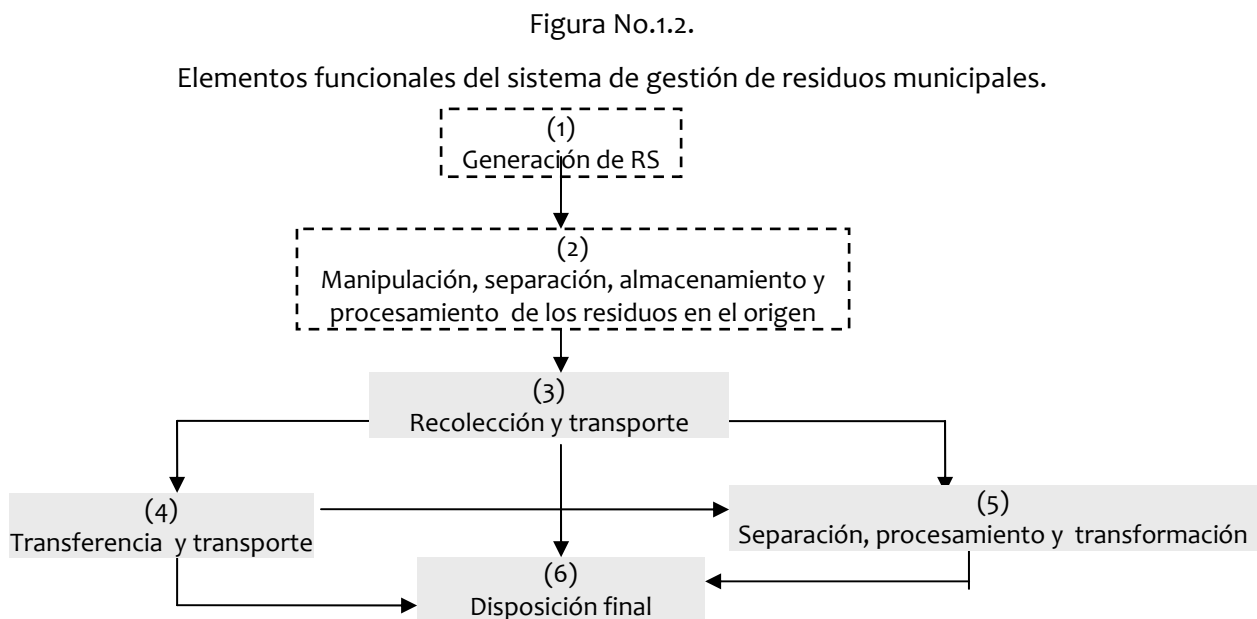 Figura No.1.2.
Elementos funcionales del sistema de gestión de residuos municipales.
(1)
Generación de RS
(2)
Manipulación, separación, almacenamiento y
procesamiento de los residuos en el origen
(3)
Recolección y transporte
(4)
Transferencia y transporte
(5)
Separación, procesamiento y transformación
(6)
Disposición final